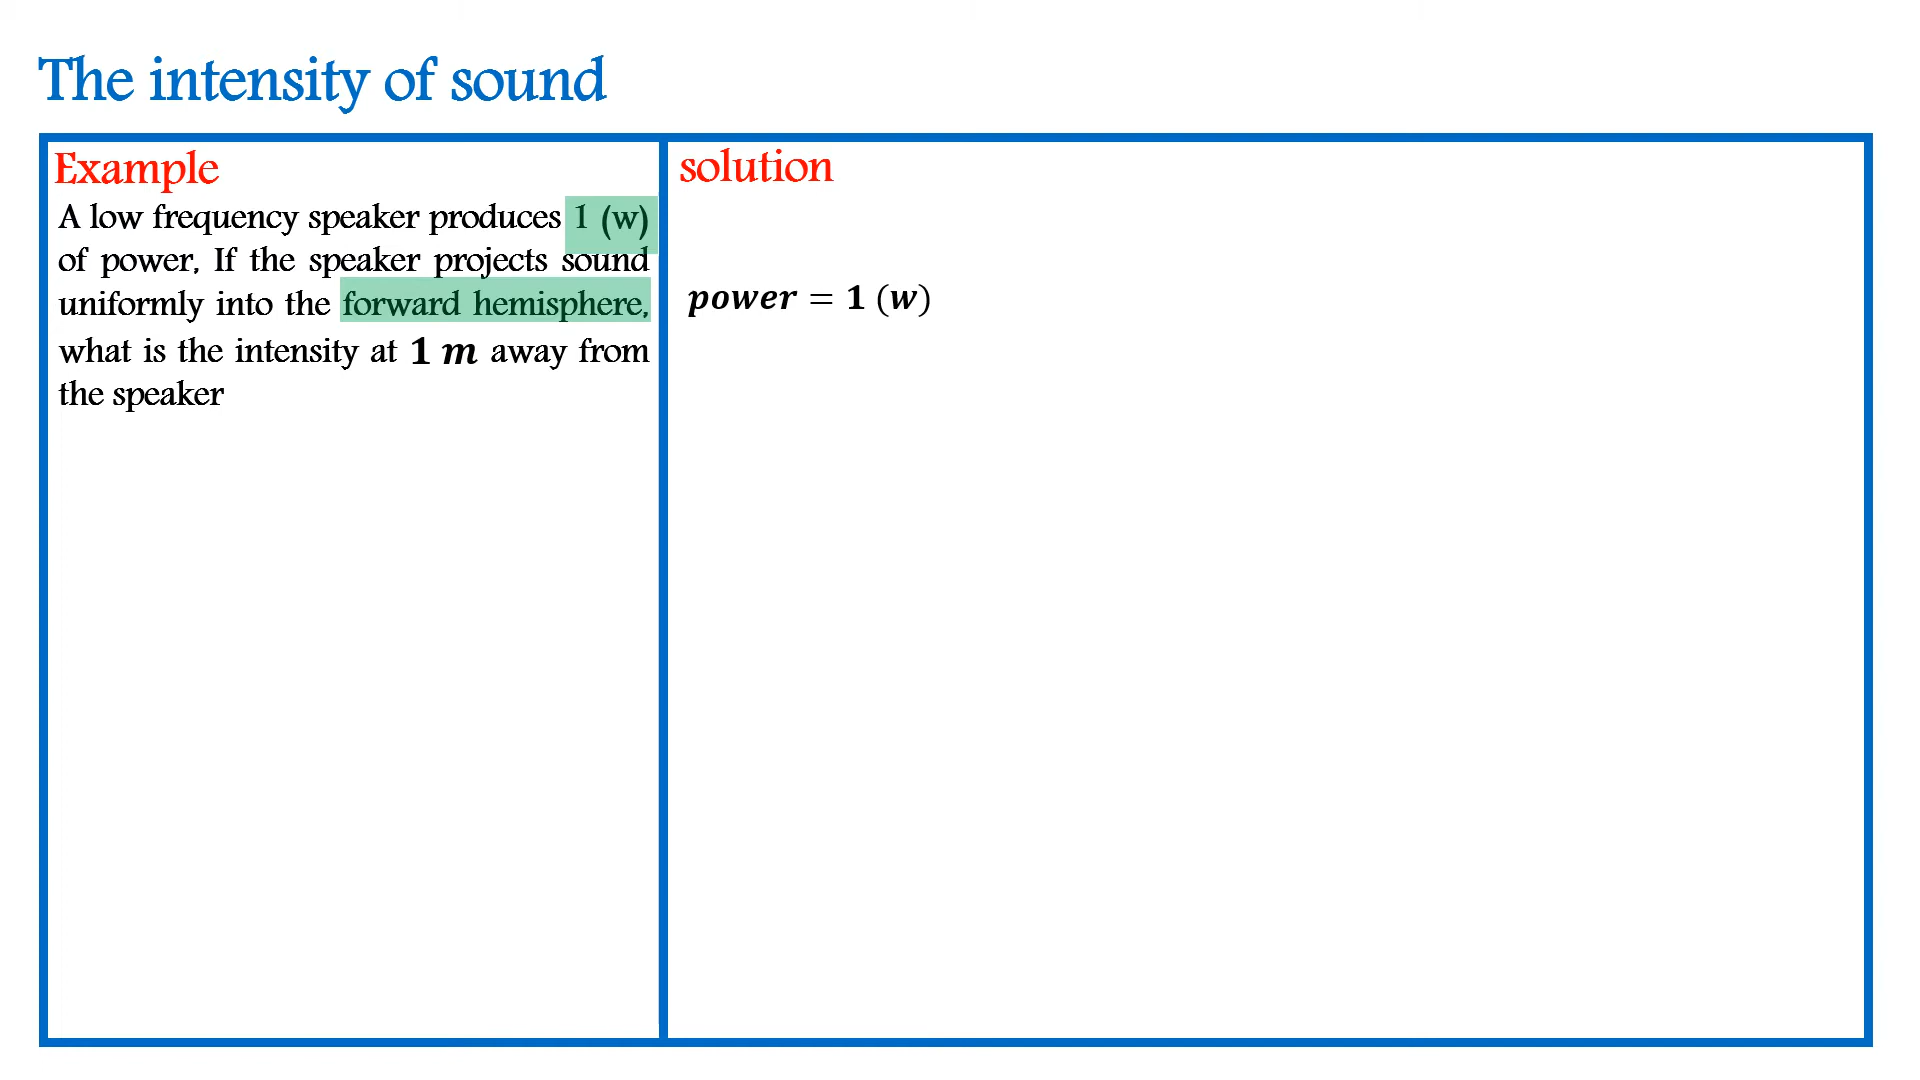 The intensity of sound
Example
A low frequency speaker produces 1 (w)
of power, If the speaker projects sound
uniformly into the forward hemisphere,
what is the intensity at 1 m away from
the speaker
solution
power = 1 (w)